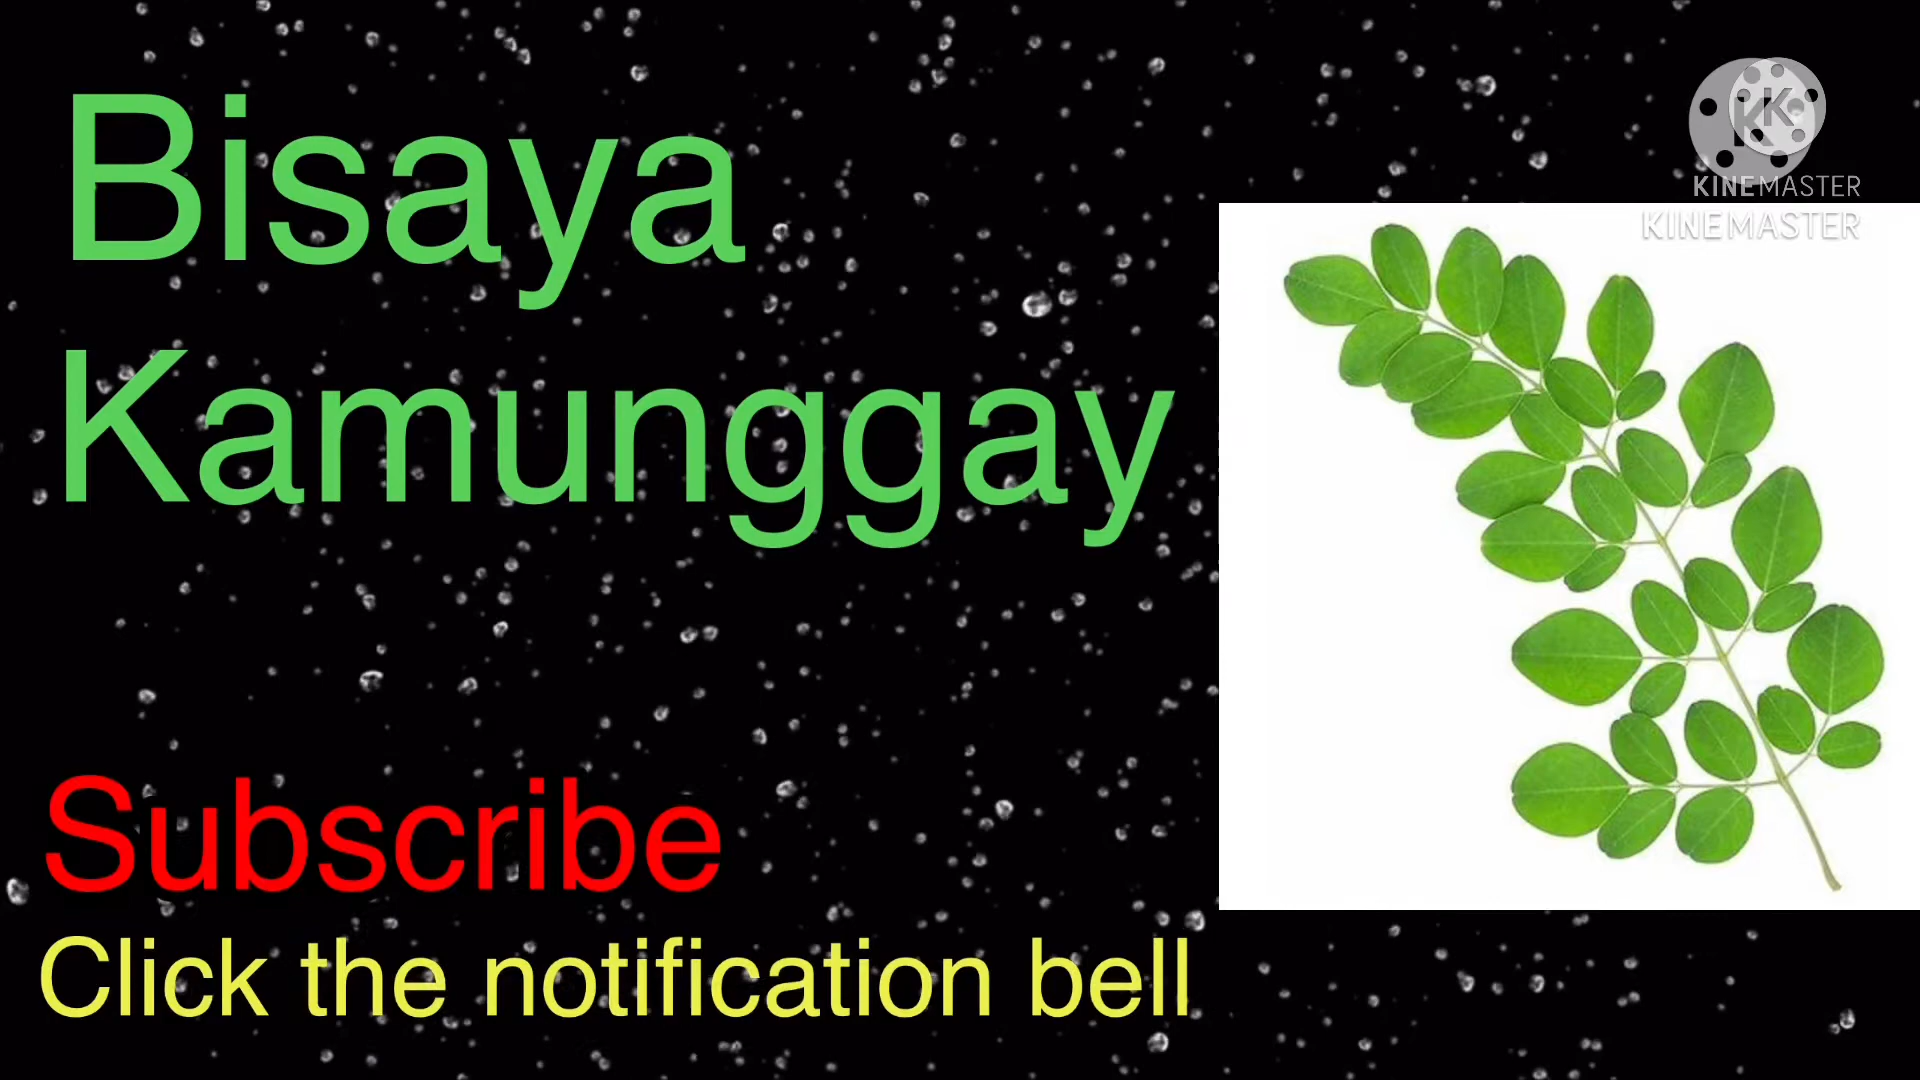 Bisaya
Kamunggay
Subscribe
Click the notification bell
KINEMASTER
KINEMASTER